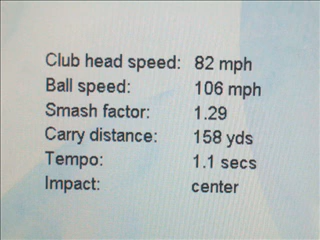 Club head speed: 82 mph
Ball speed: 106 mph
Smash factor: 1.29
Carry distance: 158 yds
Tempo: 1.1 secs
Impact: center